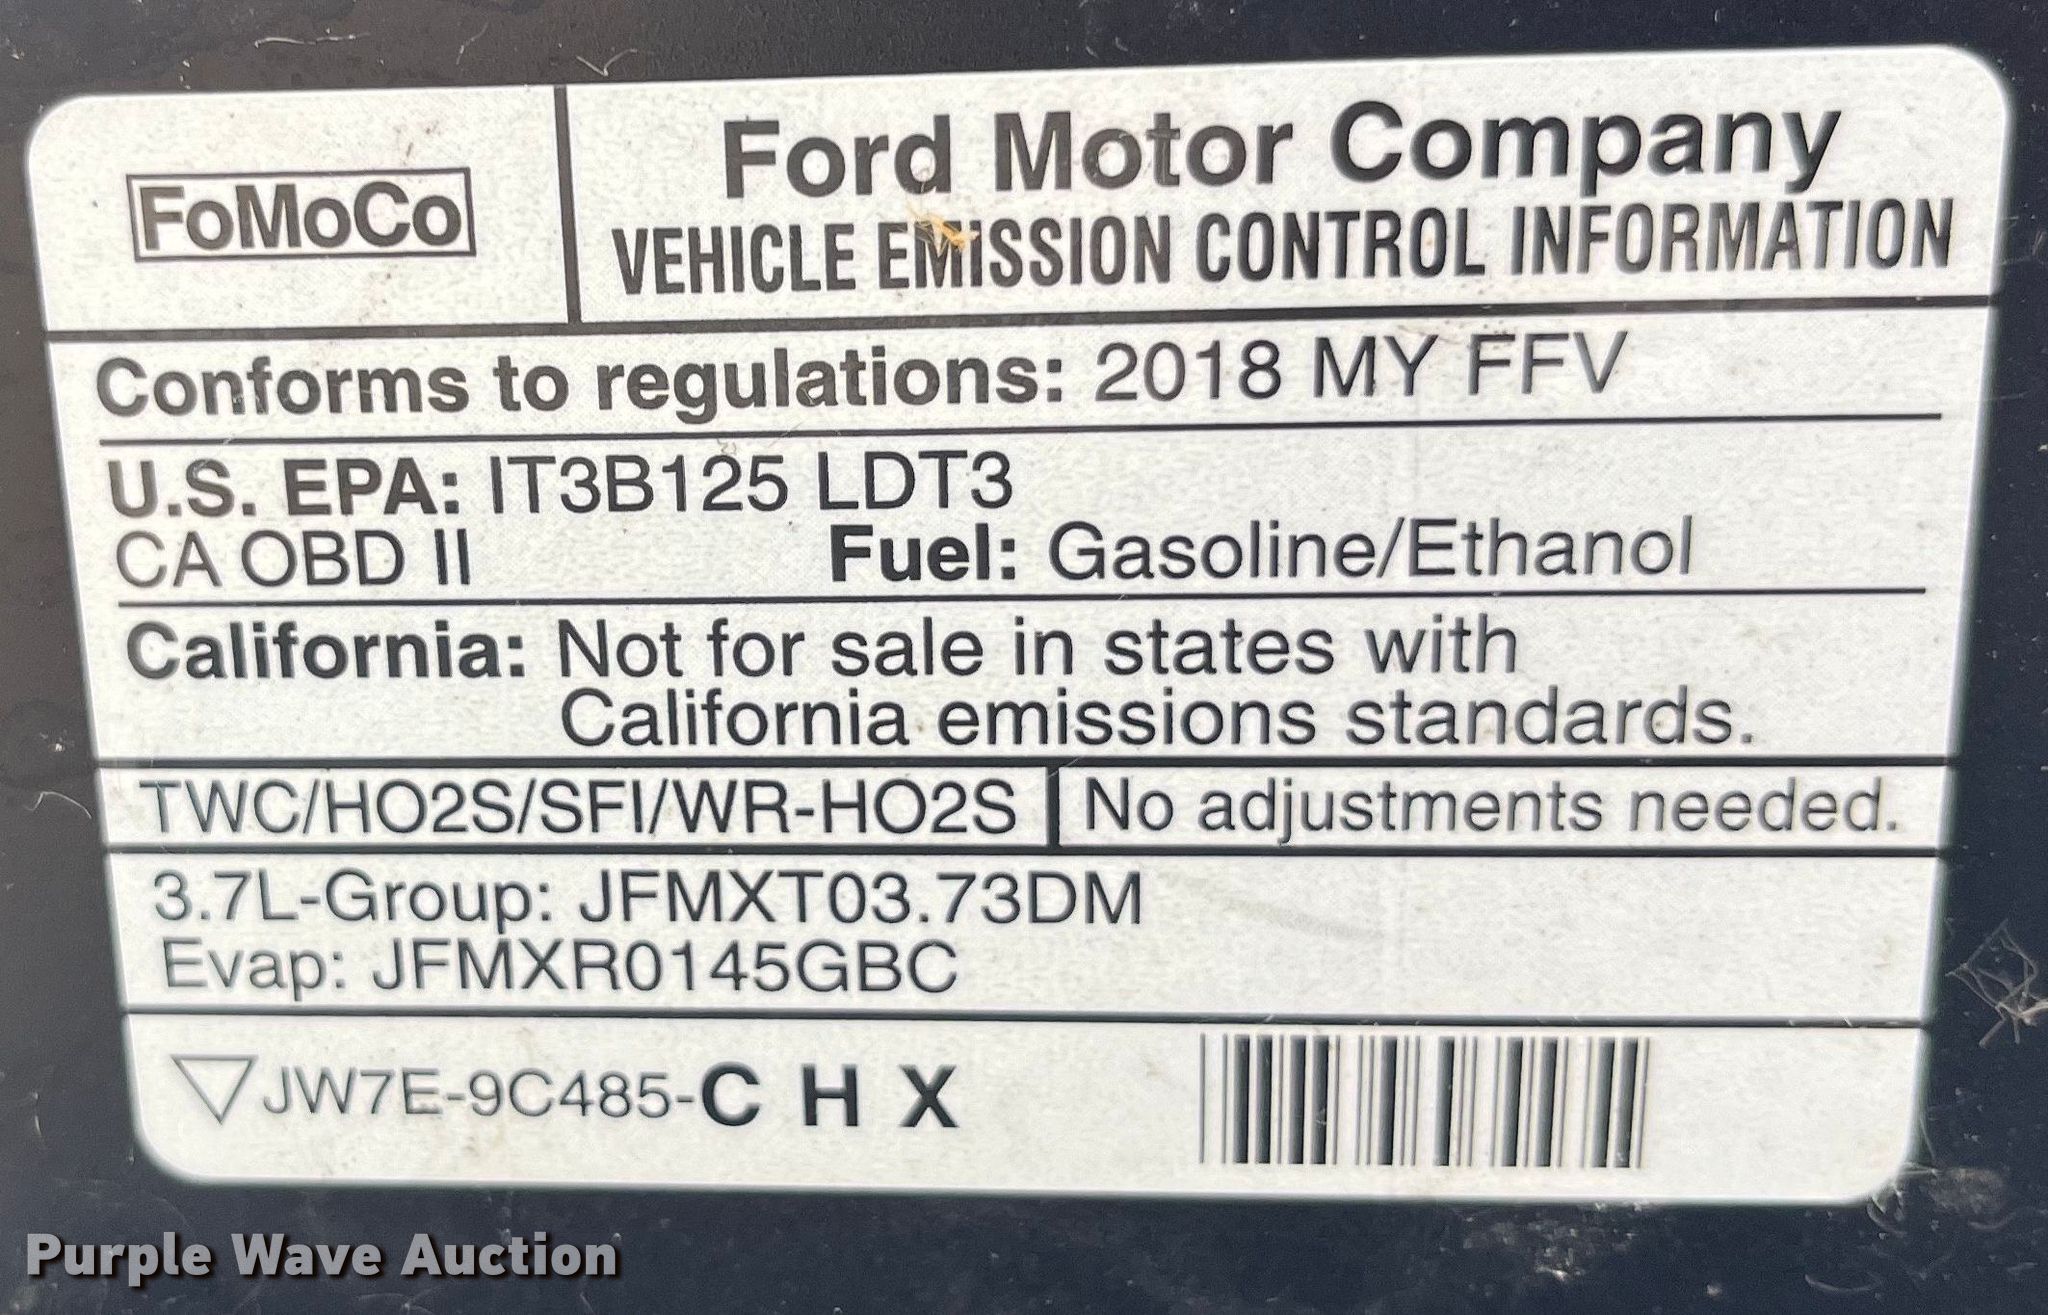 FoMoCo
Ford Motor Company
VEHICLE EMISSION CONTROL INFORMATION
Conforms to regulations: 2018 MY FFV
U.S. EPA: IT3B125 LDT3
CA OBD II Fuel: Gasoline/Ethanol
California: Not for sale in states with
California emissions standards.
TWC/HO2S/SFI/WR-HO2S No adjustments needed.
3.7L-Group: JFMXT03.73DM
Evap: JFMXR0145GBC
JW7E-9C485-C H X
Purple Wave Auction